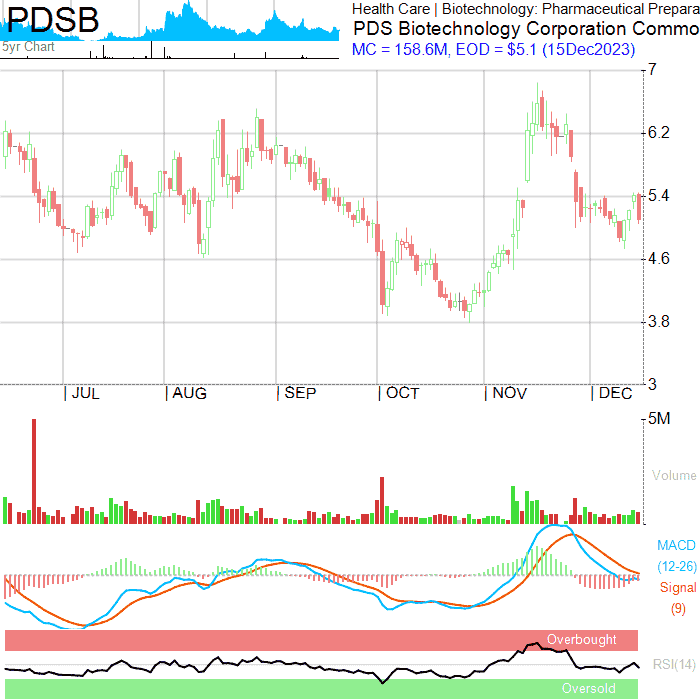 PDSB
5yr Chart
Health Care | Biotechnology: Pharmaceutical Prepara
PDS Biotechnology Corporation Commo
MC = 158.6M, EOD = $5.1 (15Dec2023)
7
6.2
5.4
4.6
3.8
3
| JUL | AUG | SEP | OCT | NOV | DEC
5M
Volume
MACD
(12-26)
Signal
(9)
Overbought
RSI(14)
Oversold